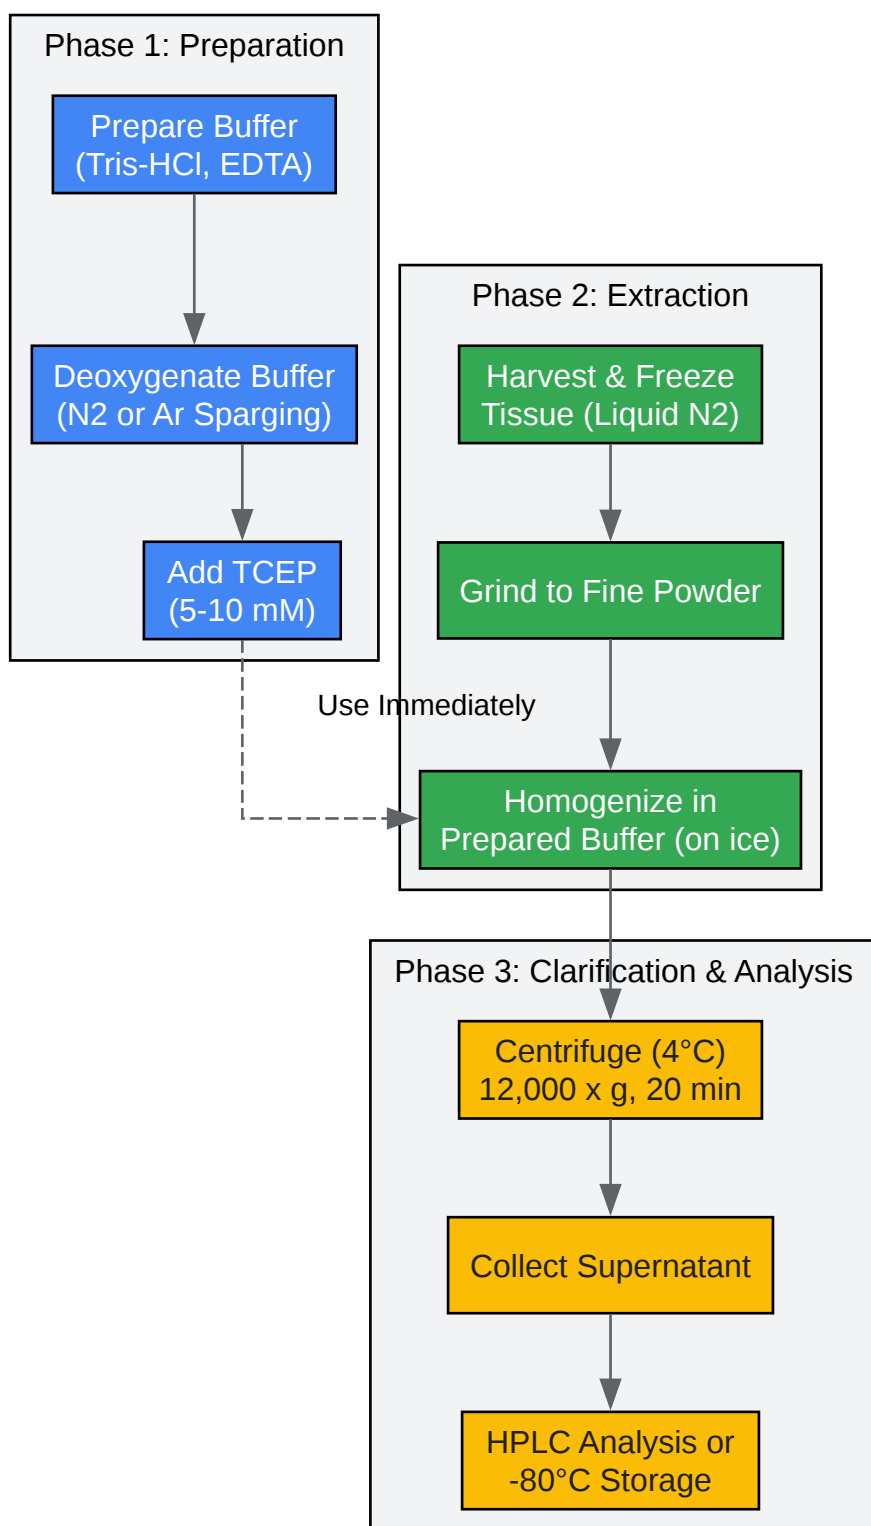 Phase 1: Preparation
Prepare Buffer
(Tris-HCl, EDTA)
Deoxygenate Buffer
(N2 or Ar Sparging)
Add TCEP
(5-10 mM)
Use Immediately
Phase 2: Extraction
Harvest & Freeze
Tissue (Liquid N2)
Grind to Fine Powder
Homogenize in
Prepared Buffer (on ice)
Phase 3: Clarification & Analysis
Centrifuge (4°C)
12,000 x g, 20 min
Collect Supernatant
HPLC Analysis or
-80°C Storage